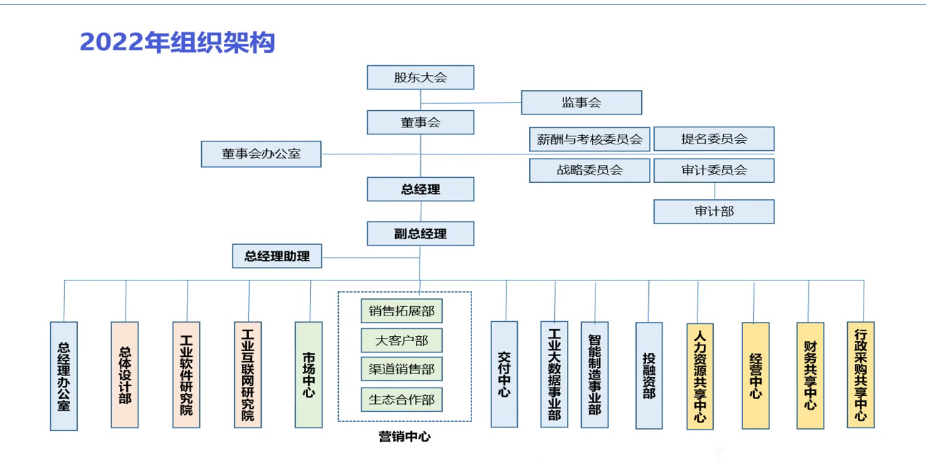 2022年组织架构
股东大会
监事会
董事会
董事会办公室
薪酬与考核委员会
提名委员会
战略委员会
审计委员会
总经理
审计部
副总经理
总经理助理
总经理办公室
总体设计部
工业软件研究院
工业互联网研究院
市场中心
销售拓展部
大客户部
渠道销售部
生态合作部
营销中心
交付中心
工业大数据事业部
智能制造事业部
投融资部
人力资源共享中心
经营中心
财务共享中心
行政采购共享中心